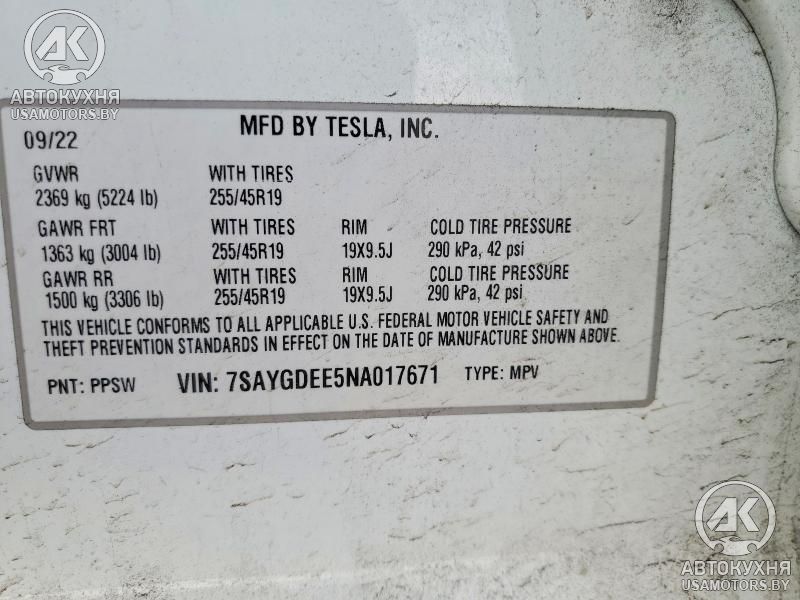 AK
АВТОКУХНЯ
USAMOTORS.BY
09/22 MFD BY TESLA, INC.
GVWR WITH TIRES
2369 kg (5224 lb) 255/45R19
GAWR FRT WITH TIRES RIM COLD TIRE PRESSURE
1363 kg (3004 lb) 255/45R19 19X9.5J 290 kPa, 42 psi
GAWR RR WITH TIRES RIM COLD TIRE PRESSURE
1500 kg (3306 lb) 255/45R19 19X9.5J 290 kPa, 42 psi
THIS VEHICLE CONFORMS TO ALL APPLICABLE U.S. FEDERAL MOTOR VEHICLE SAFETY AND
THEFT PREVENTION STANDARDS IN EFFECT ON THE DATE OF MANUFACTURE SHOWN ABOVE.
PNT: PPSW VIN: 7SAYGDEE5NA017671 TYPE: MPV
AK
АВТОКУХНЯ
USAMOTORS.BY